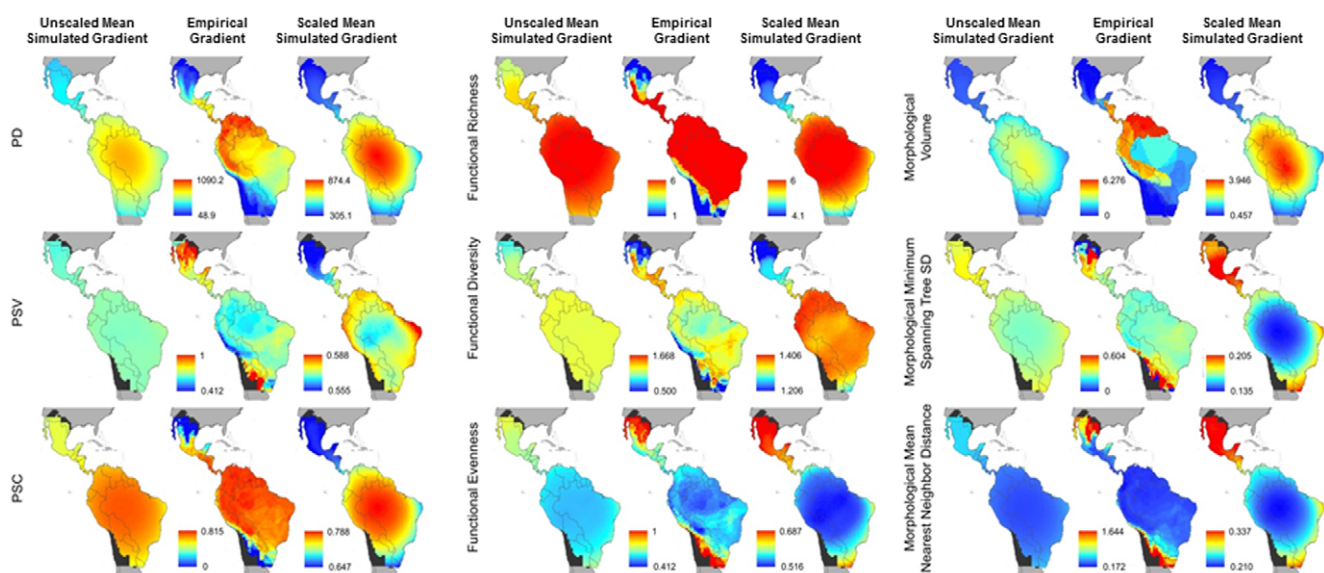 Unscaled Mean
Simulated Gradient
Empirical
Gradient
Scaled Mean
Simulated Gradient
Unscaled Mean
Simulated Gradient
Empirical
Gradient
Scaled Mean
Simulated Gradient
Unscaled Mean
Simulated Gradient
Empirical
Gradient
Scaled Mean
Simulated Gradient
PD
1090.2
48.9
874.4
305.1
Functional Richness
6
1
6
4.1
Morphological
Volume
6.276
0
3.946
0.457
PSV
1
0.412
0.588
0.555
Functional Diversity
1.668
0.500
1.406
1.206
Morphological Minimum
Spanning Tree SD
0.604
0
0.205
0.135
PSC
0.815
0
0.788
0.647
Functional Evenness
1
0.412
0.687
0.516
Morphological Mean
Nearest Neighbor Distance
1.644
0.172
0.337
0.210